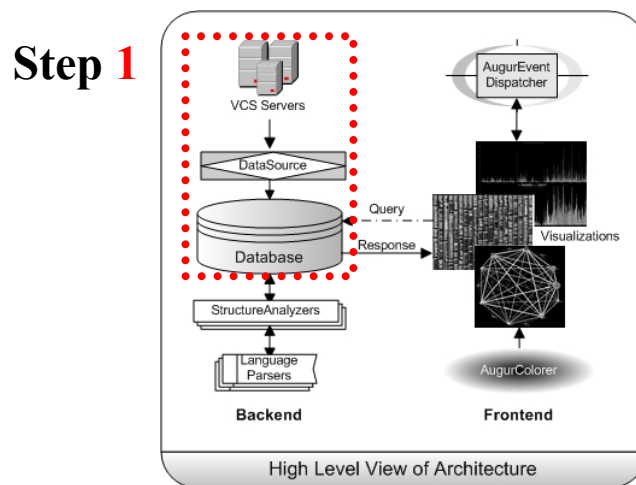 Step 1
VCS Servers
DataSource
Database
StructureAnalyzers
Language
Parsers
Backend
Query
Response
AugurEvent
Dispatcher
Visualizations
AugurColorer
Frontend
High Level View of Architecture